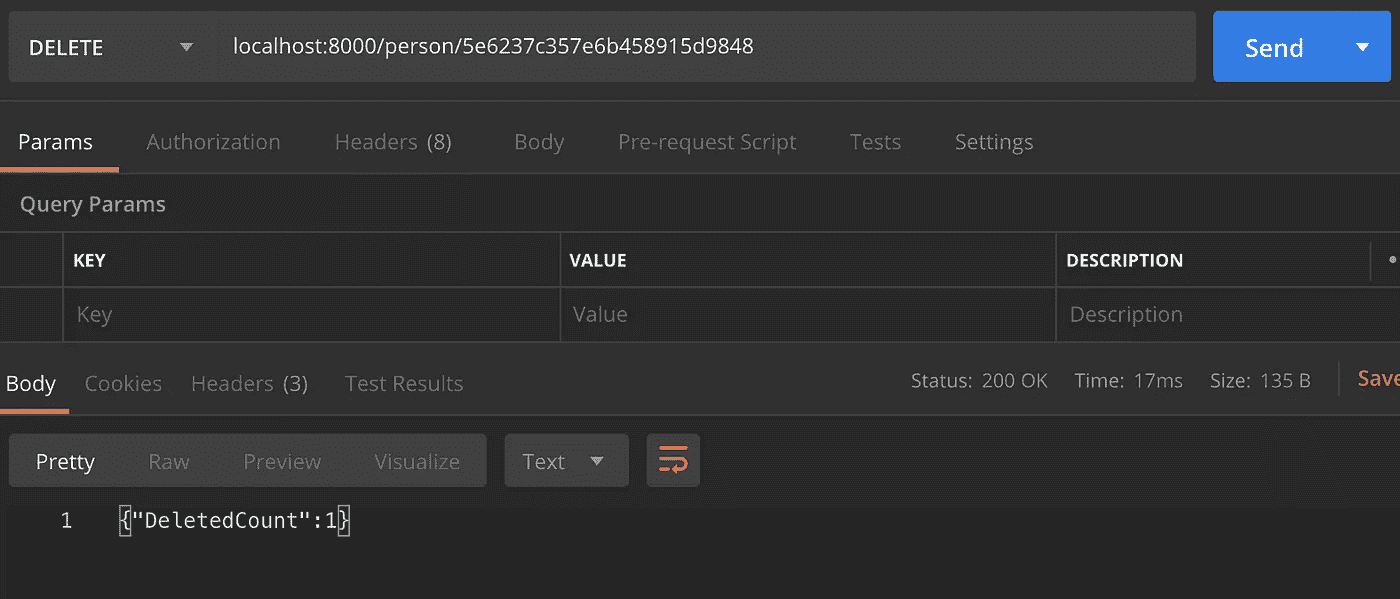 DELETE localhost:8000/person/5e6237c357e6b458915d9848 Send
Params Authorization Headers (8) Body Pre-request Script Tests Settings
Query Params
KEY VALUE DESCRIPTION
Key Value Description
Body Cookies Headers (3) Test Results Status: 200 OK Time: 17ms Size: 135 B Save
Pretty Raw Preview Visualize Text
1 {"DeletedCount":1}